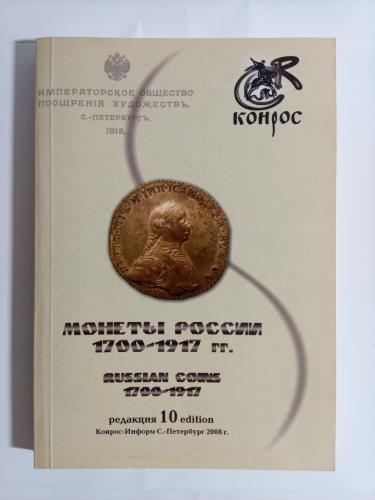 ИМПЕРАТОРСКОЕ ОБЩЕСТВО
ПООЩРЕНІЯ ХУДОЖЕСТВЪ.
С.-ПЕТЕРБУРГЪ.
1913.
CR
КОНРОС
МОНЕТЫ РОССИИ
1700-1917 гг.
RUSSIAN COINS
1700-1917
редакция 10 edition
Конрос-Информ С.-Петербург 2008 г.